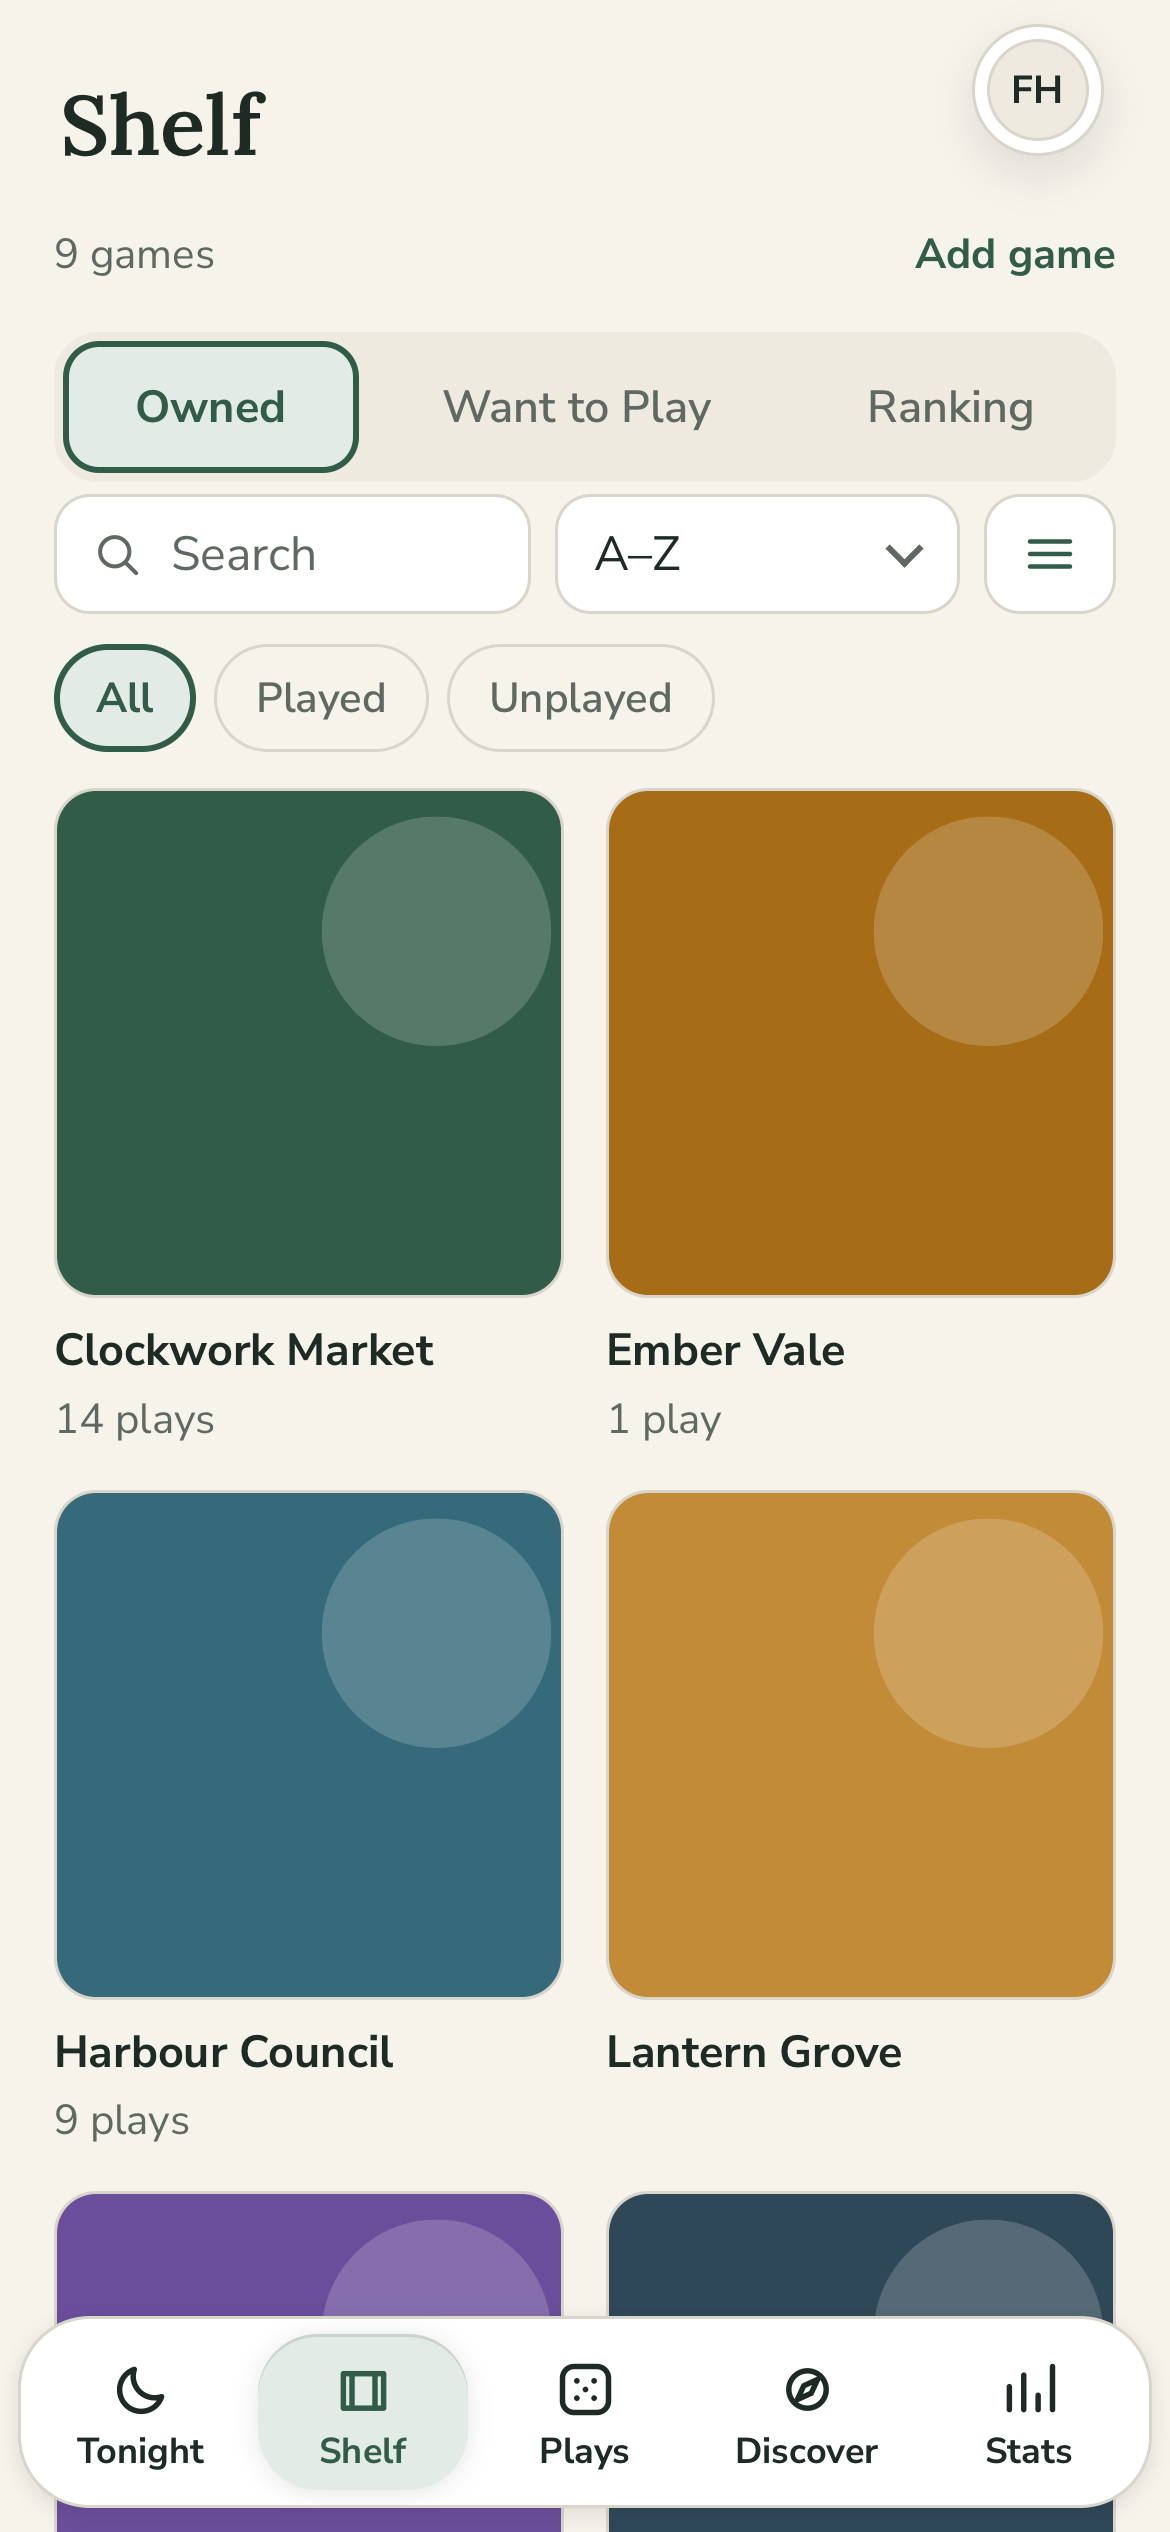 Shelf
FH
9 games
Add game
Owned
Want to Play
Ranking
Search
A–Z
All
Played
Unplayed
Clockwork Market
14 plays
Ember Vale
1 play
Harbour Council
9 plays
Lantern Grove
Tonight
Shelf
Plays
Discover
Stats